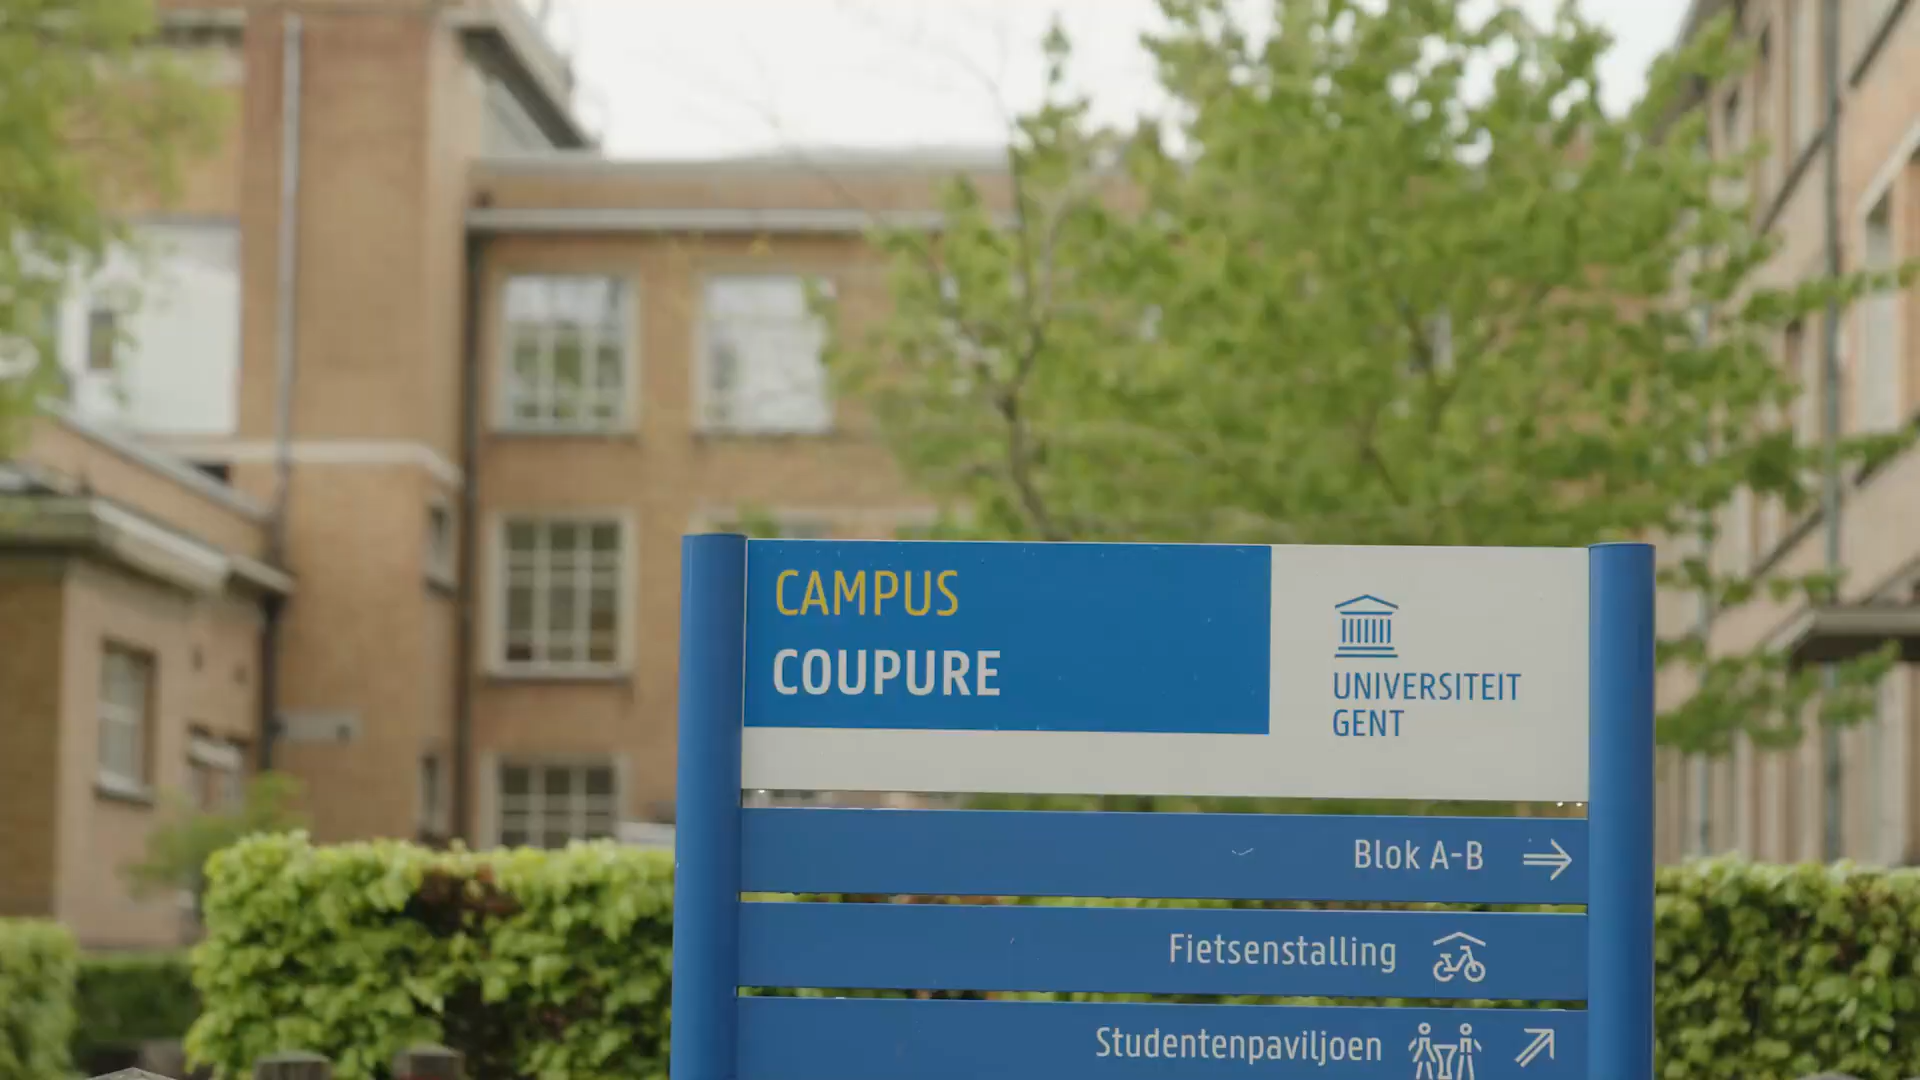 CAMPUS
COUPURE
UNIVERSITEIT
GENT
Blok A-B
Fietsenstalling
Studentenpaviljoen